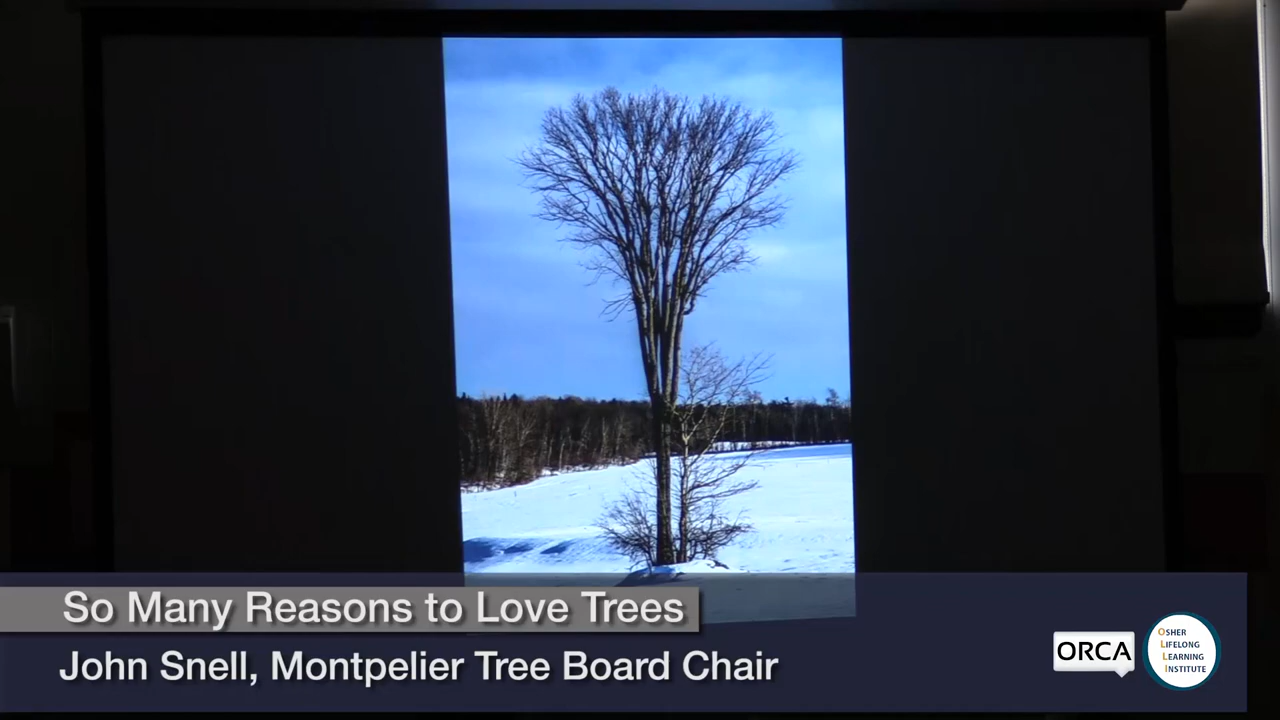 So Many Reasons to Love Trees
John Snell, Montpelier Tree Board Chair
ORCA
OSHER
LIFELONG
LEARNING
INSTITUTE